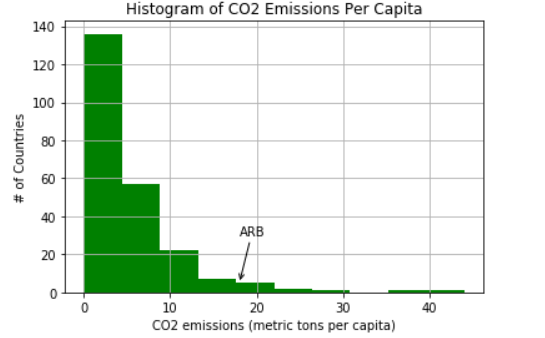 Histogram of CO2 Emissions Per Capita
140
120
100
80
60
40
20
0
# of Countries
ARB
0 10 20 30 40
CO2 emissions (metric tons per capita)